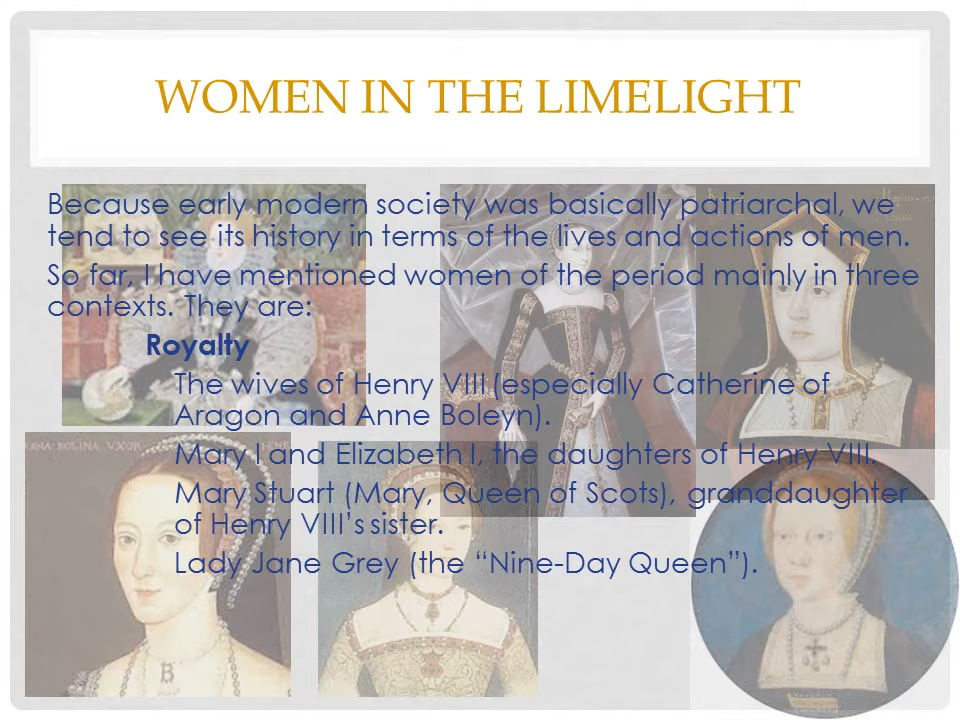 WOMEN IN THE LIMELIGHT
Because early modern society was basically patriarchal, we
tend to see its history in terms of the lives and actions of men.
So far, I have mentioned women of the period mainly in three
contexts. They are:
Royalty
The wives of Henry VIII (especially Catherine of
Aragon and Anne Boleyn).
Mary I and Elizabeth I, the daughters of Henry VIII.
Mary Stuart (Mary, Queen of Scots), granddaughter
of Henry VIII's sister.
Lady Jane Grey (the “Nine-Day Queen”).
BOLINA VXOR
B